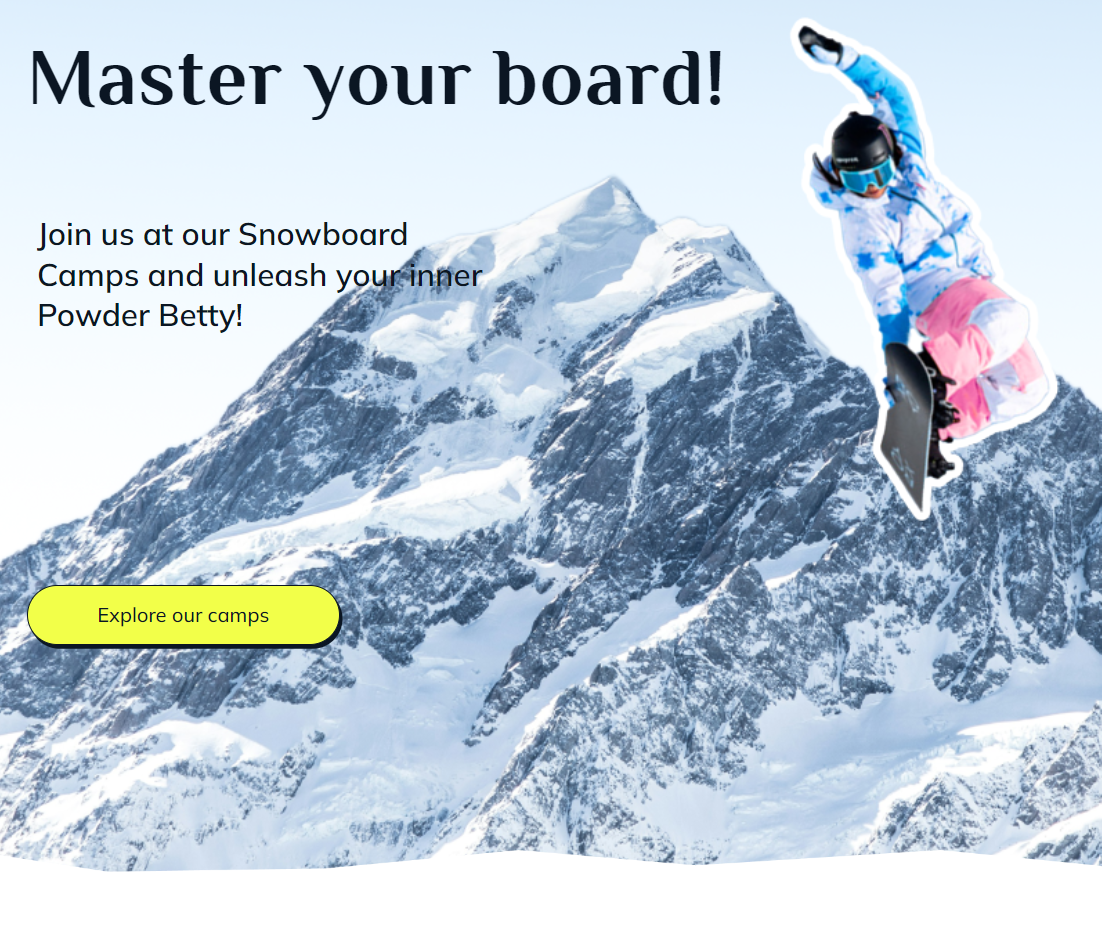 Master your board!
Join us at our Snowboard
Camps and unleash your inner
Powder Betty!
Explore our camps